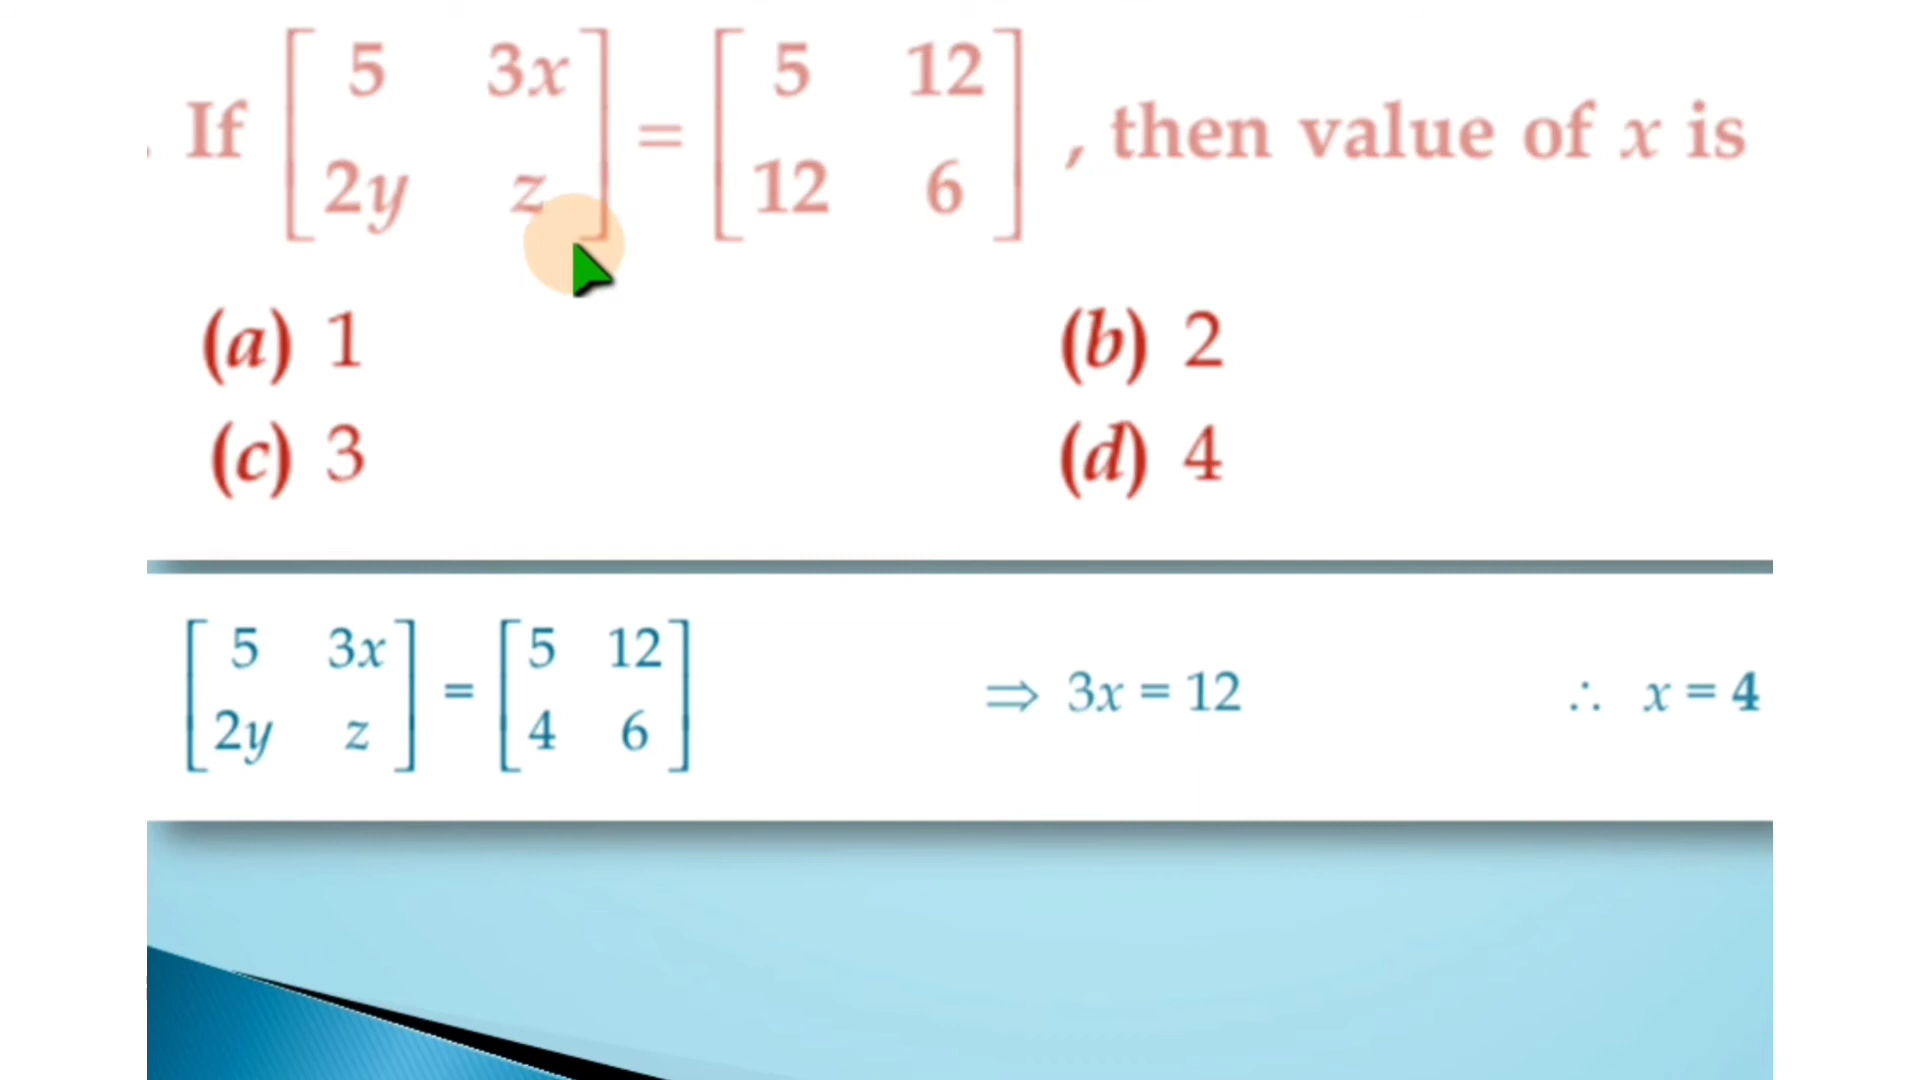 . If [ 5 3x 2y z ] = [ 5 12 12 6 ] , then value of x is
(a) 1 (b) 2
(c) 3 (d) 4
[ 5 3x 2y z ] = [ 5 12 4 6 ] ⇒ 3x = 12 ∴ x = 4